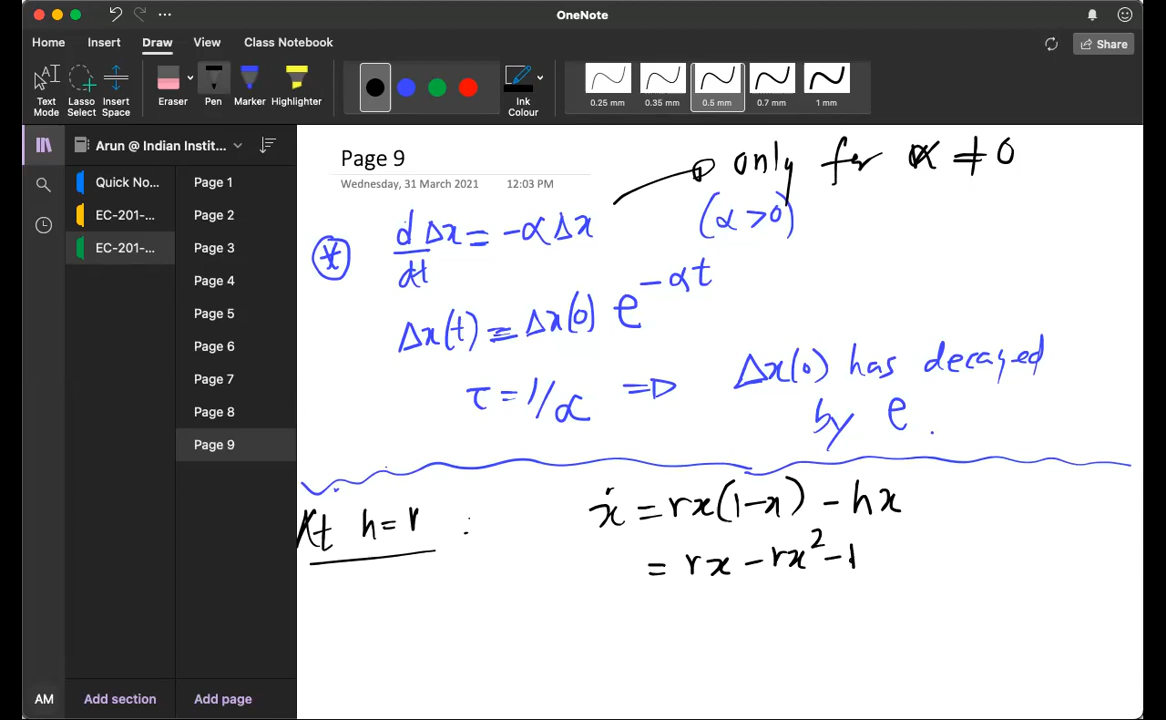 OneNote
Home Insert Draw View Class Notebook
Share
Text Mode
Lasso Select
Insert Space
Eraser
Pen
Marker
Highlighter
Ink Colour
0.25 mm
0.35 mm
0.5 mm
0.7 mm
1 mm
Arun @ Indian Instit...
Quick No...
EC-201-...
EC-201-...
Page 1
Page 2
Page 3
Page 4
Page 5
Page 6
Page 7
Page 8
Page 9
AM
Add section
Add page
Page 9
Wednesday, 31 March 2021 12:03 PM
only for α ≠ 0
d/dt Δx = -αΔx (α > 0)
Δx(t) = Δx(0) e^{-αt}
τ = 1/α ⇒ Δx(0) has decayed
by e.
At h = r : ẋ = rx(1-x) - hx
= rx - rx² -